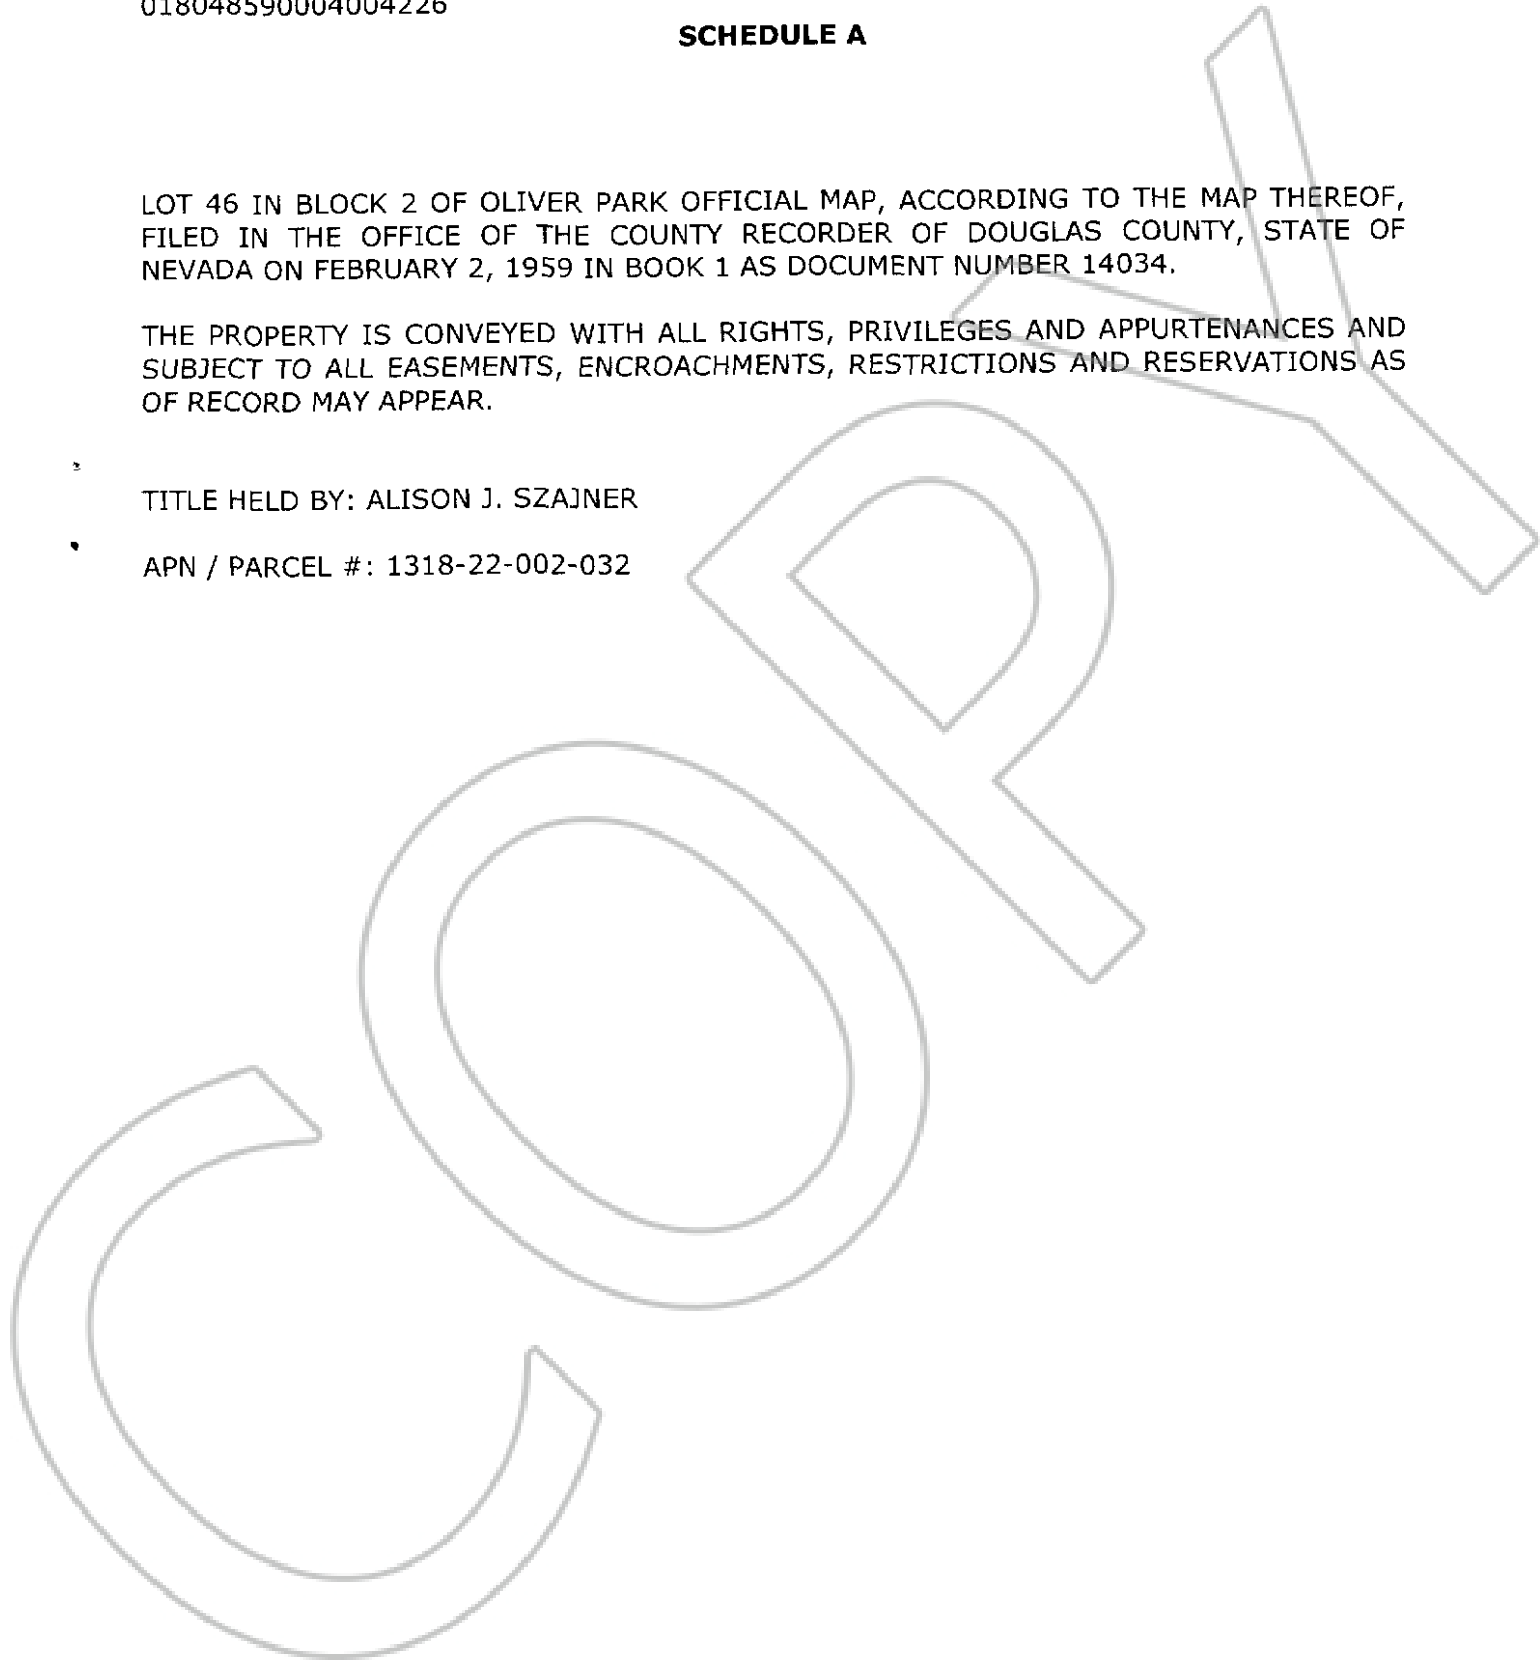 018048590004004226
SCHEDULE A
LOT 46 IN BLOCK 2 OF OLIVER PARK OFFICIAL MAP, ACCORDING TO THE MAP THEREOF,
FILED IN THE OFFICE OF THE COUNTY RECORDER OF DOUGLAS COUNTY, STATE OF
NEVADA ON FEBRUARY 2, 1959 IN BOOK 1 AS DOCUMENT NUMBER 14034.
THE PROPERTY IS CONVEYED WITH ALL RIGHTS, PRIVILEGES AND APPURTENANCES AND
SUBJECT TO ALL EASEMENTS, ENCROACHMENTS, RESTRICTIONS AND RESERVATIONS AS
OF RECORD MAY APPEAR.
TITLE HELD BY: ALISON J. SZAJNER
APN / PARCEL #: 1318-22-002-032
COPY